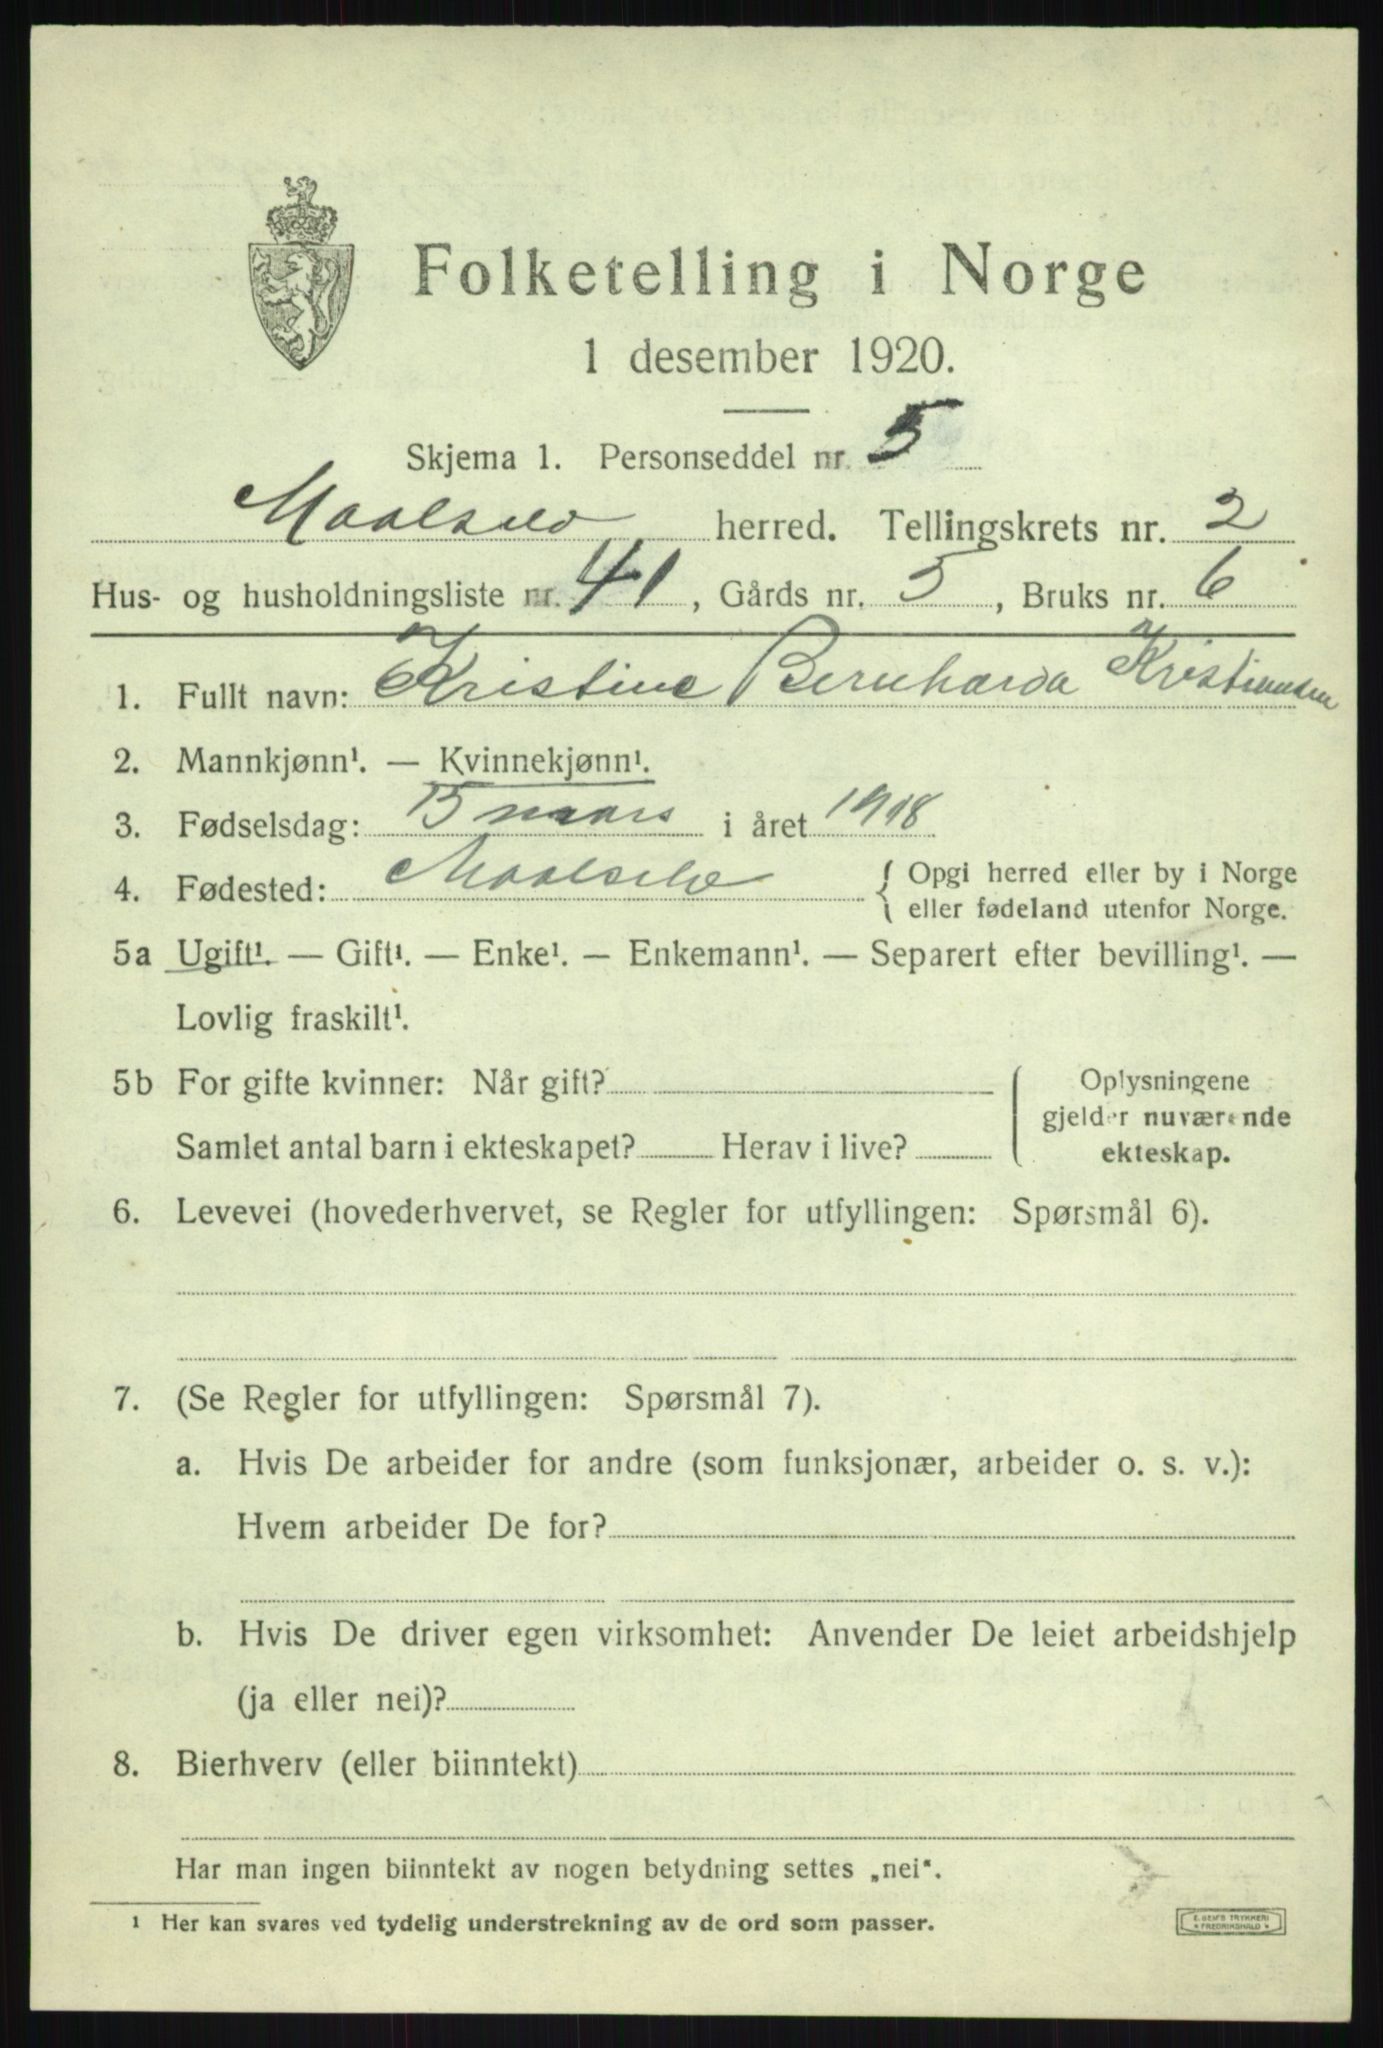 Folketelling i Norge
1 desember 1920.
Skjema 1. Personseddel nr. 5
Maalselv herred. Tellingskrets nr. 2
Hus- og husholdningsliste nr. 41, Gårds nr. 5, Bruks nr. 6
1. Fullt navn: Kristine Bernharda Kristiansen
2. Mannkjønn¹. — Kvinnekjønn¹.
3. Fødselsdag: 15 mars i året 1918
4. Fødested: Maalselv { Opgi herred eller by i Norge
eller fødeland utenfor Norge.
5a Ugift¹. — Gift¹. — Enke¹. — Enkemann¹. — Separert efter bevilling¹. —
Lovlig fraskilt¹.
5b For gifte kvinner: Når gift? Oplysningene
gjelder nuværende
Samlet antal barn i ekteskapet? Herav i live? ekteskap.
6. Levevei (hovederhvervet, se Regler for utfyllingen: Spørsmål 6).
7. (Se Regler for utfyllingen: Spørsmål 7).
a. Hvis De arbeider for andre (som funksjonær, arbeider o. s. v.):
Hvem arbeider De for?
b. Hvis De driver egen virksomhet: Anvender De leiet arbeidshjelp
(ja eller nei)?
8. Bierhverv (eller biinntekt)
Har man ingen biinntekt av nogen betydning settes „nei“.
¹ Her kan svares ved tydelig understrekning av de ord som passer.
E. SEM'S TRYKKERI
* FREDRIKSHALD *